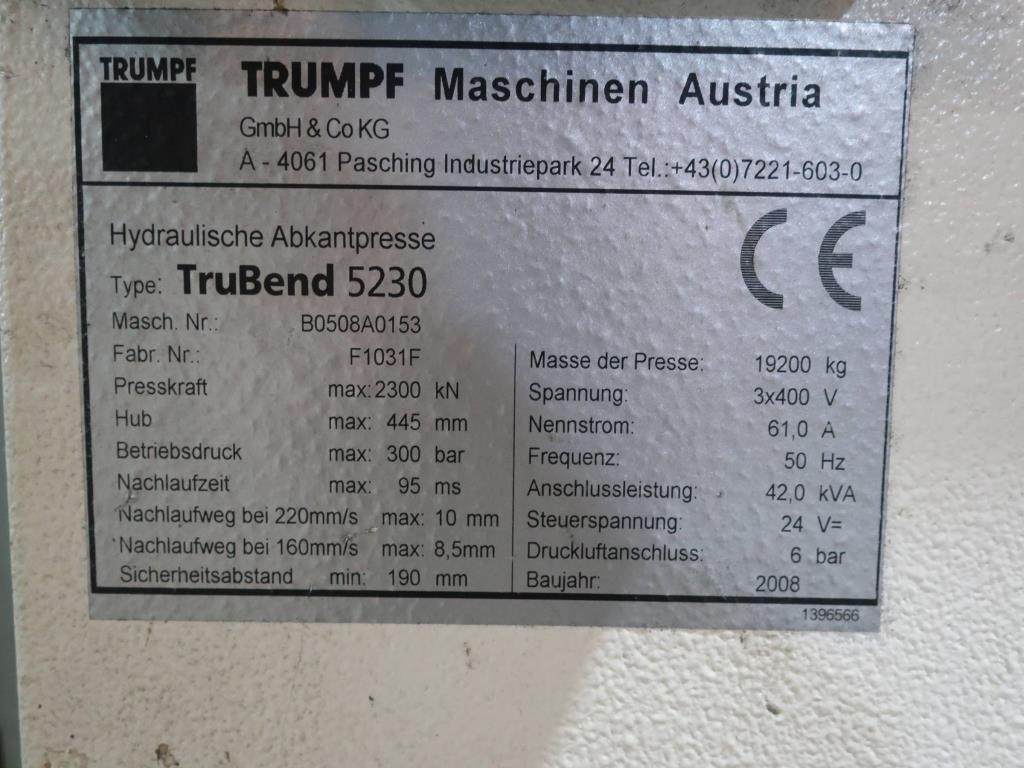 TRUMPF
TRUMPF Maschinen Austria
GmbH & Co KG
A - 4061 Pasching Industriepark 24 Tel.:+43(0)7221-603-0
CE
Hydraulische Abkantpresse
Type: TruBend 5230
Masch. Nr.: B0508A0153
Fabr. Nr.: F1031F
Presskraft max: 2300 kN
Hub max: 445 mm
Betriebsdruck max: 300 bar
Nachlaufzeit max: 95 ms
Nachlaufweg bei 220mm/s max: 10 mm
Nachlaufweg bei 160mm/s max: 8,5mm
Sicherheitsabstand min: 190 mm
Masse der Presse: 19200 kg
Spannung: 3x400 V
Nennstrom: 61,0 A
Frequenz: 50 Hz
Anschlussleistung: 42,0 kVA
Steuerspannung: 24 V=
Druckluftanschluss: 6 bar
Baujahr: 2008
1396566